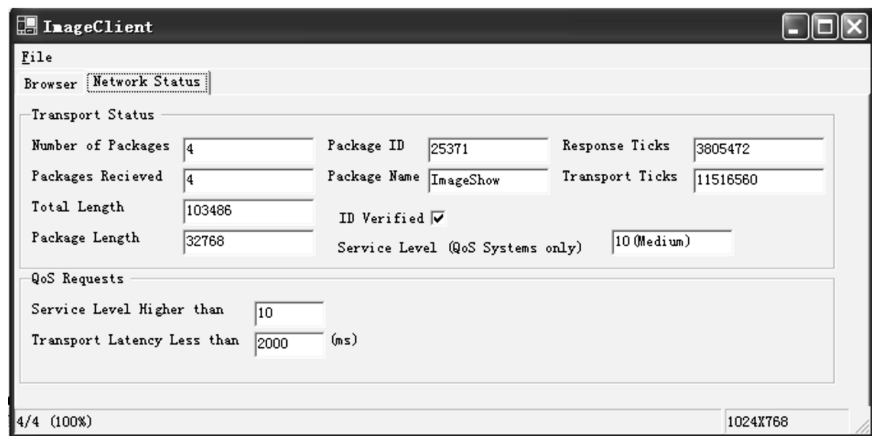 ImageClient
File
Browser Network Status
Transport Status
Number of Packages 4 Package ID 25371 Response Ticks 3805472
Packages Recieved 4 Package Name ImageShow Transport Ticks 11516560
Total Length 103486 ID Verified
Package Length 32768 Service Level (QoS Systems only) 10(Medium)
QoS Requests
Service Level Higher than 10
Transport Latency Less than 2000 (ms)
4/4 (100%) 1024X768